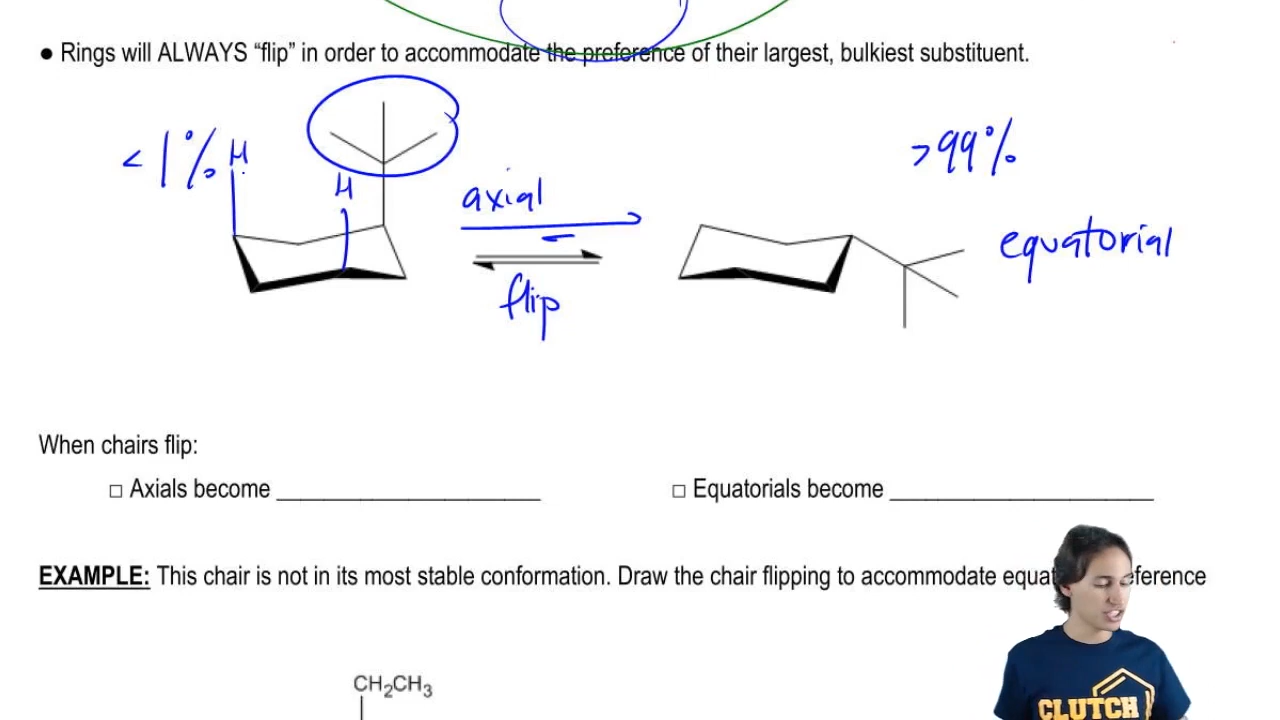 ● Rings will ALWAYS “flip” in order to accommodate the preference of their largest, bulkiest substituent.
<1% H
H
axial
flip
>99%
equatorial
When chairs flip:
□ Axials become ____________________
□ Equatorials become ____________________
EXAMPLE: This chair is not in its most stable conformation. Draw the chair flipping to accommodate
CH₂CH₃
CLUTCH